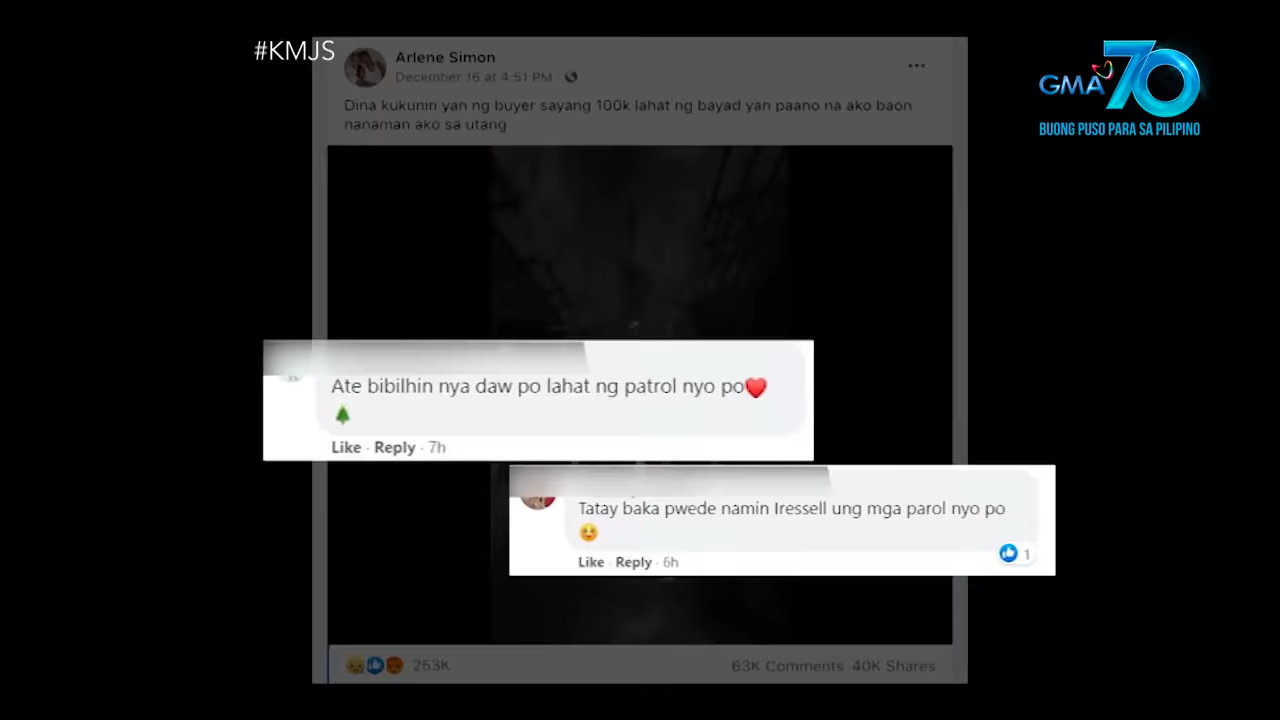 #KMJS
Arlene Simon
December 16 at 4:51 PM
Dina kukunin yan ng buyer sayang 100k lahat ng bayad yan paano na ako baon
nanaman ako sa utang
GMA 70
BUONG PUSO PARA SA PILIPINO
Ate bibilhin nya daw po lahat ng patrol nyo po❤️
🌲
Like · Reply · 7h
Tatay baka pwede namin Iressell ung mga parol nyo po
😊
Like · Reply · 6h
1
263K
63K Comments 40K Shares